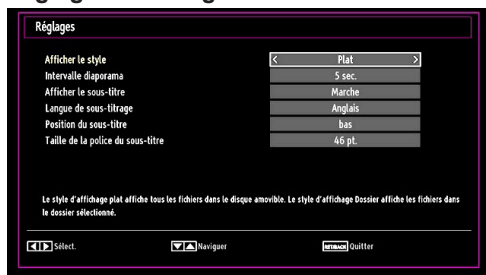 Réglages
Afficher le style < Plat >
Intervalle diaporama 5 sec.
Afficher le sous-titre Marche
Langue de sous-titrage Anglais
Position du sous-titre bas
Taille de la police du sous-titre 46 pt.
Le style d'affichage plat affiche tous les fichiers dans le disque amovible. Le style d'affichage Dossier affiche les fichiers dans
le dossier sélectionné.
Sélect. Naviguer RET/BACK Quitter